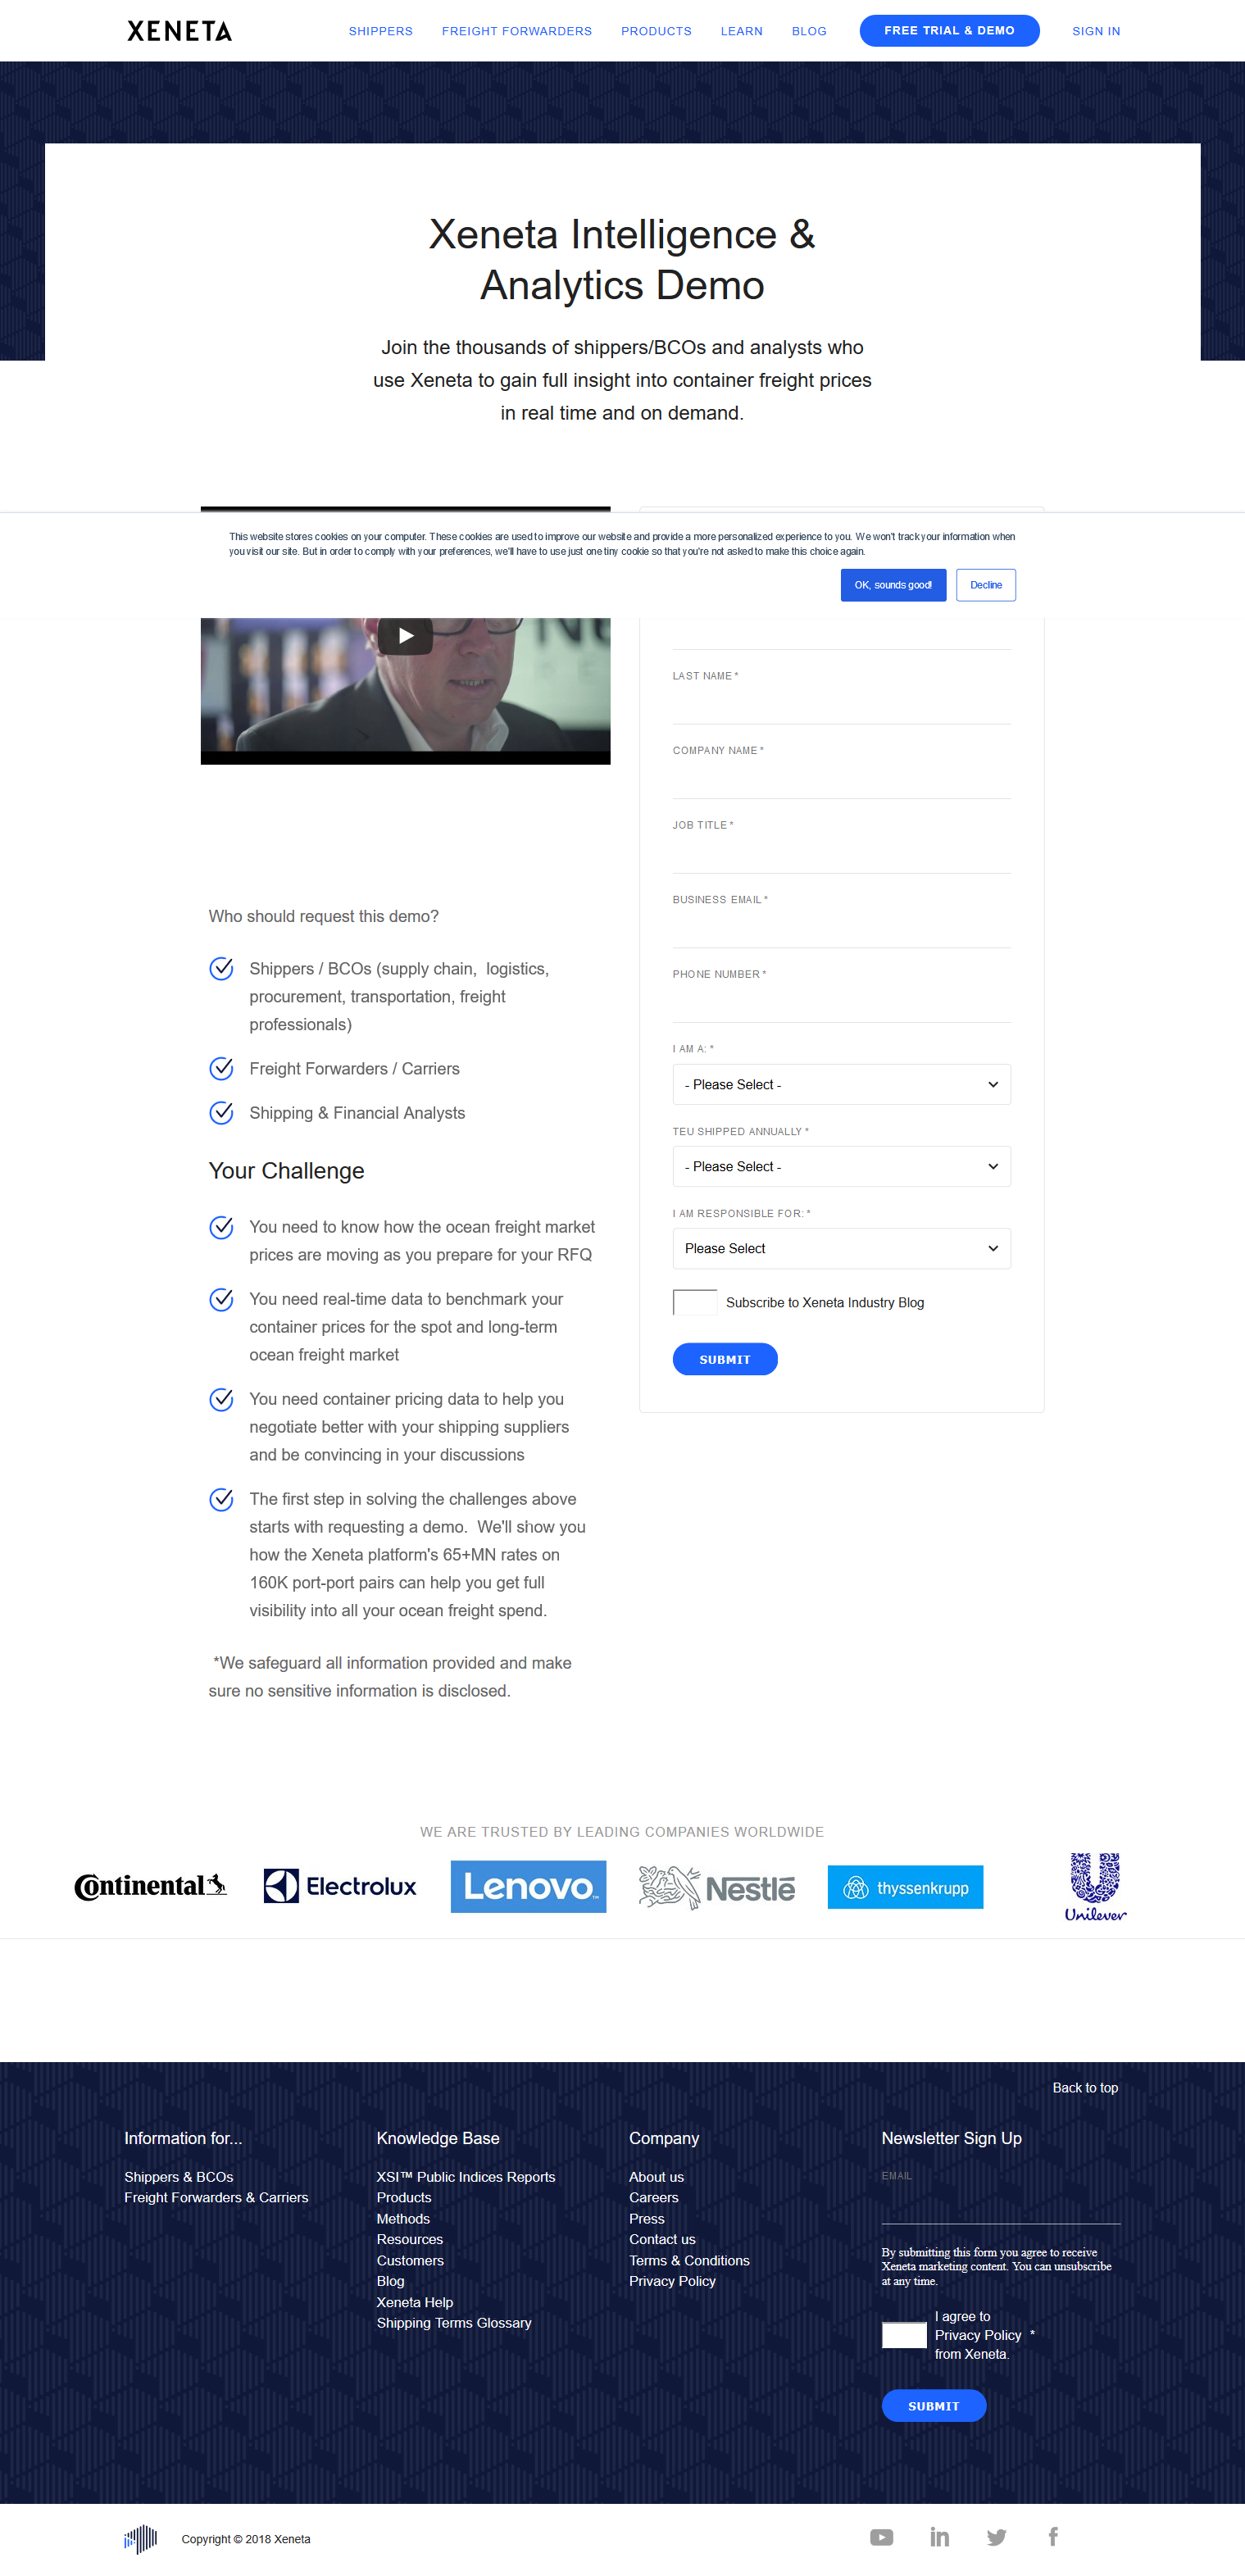 XENETA
SHIPPERS
FREIGHT FORWARDERS
PRODUCTS
LEARN
BLOG
FREE TRIAL & DEMO
SIGN IN
Xeneta Intelligence &
Analytics Demo
Join the thousands of shippers/BCOs and analysts who
use Xeneta to gain full insight into container freight prices
in real time and on demand.
This website stores cookies on your computer. These cookies are used to improve our website and provide a more personalized experience to you. We won't track your information when
you visit our site. But in order to comply with your preferences, we'll have to use just one tiny cookie so that you're not asked to make this choice again.
OK, sounds good!
Decline
LAST NAME *
COMPANY NAME *
JOB TITLE *
BUSINESS EMAIL *
PHONE NUMBER *
I AM A: *
- Please Select -
TEU SHIPPED ANNUALLY *
- Please Select -
I AM RESPONSIBLE FOR: *
Please Select
Subscribe to Xeneta Industry Blog
SUBMIT
Who should request this demo?
Shippers / BCOs (supply chain,  logistics,
procurement, transportation, freight
professionals)
Freight Forwarders / Carriers
Shipping & Financial Analysts
Your Challenge
You need to know how the ocean freight market
prices are moving as you prepare for your RFQ
You need real-time data to benchmark your
container prices for the spot and long-term
ocean freight market
You need container pricing data to help you
negotiate better with your shipping suppliers
and be convincing in your discussions
The first step in solving the challenges above
starts with requesting a demo.  We'll show you
how the Xeneta platform's 65+MN rates on
160K port-port pairs can help you get full
visibility into all your ocean freight spend.
*We safeguard all information provided and make
sure no sensitive information is disclosed.
WE ARE TRUSTED BY LEADING COMPANIES WORLDWIDE
Continental
Electrolux
Lenovo™
Nestlé
thyssenkrupp
Unilever
Back to top
Information for...
Shippers & BCOs
Freight Forwarders & Carriers
Knowledge Base
XSI™ Public Indices Reports
Products
Methods
Resources
Customers
Blog
Xeneta Help
Shipping Terms Glossary
Company
About us
Careers
Press
Contact us
Terms & Conditions
Privacy Policy
Newsletter Sign Up
EMAIL
By submitting this form you agree to receive
Xeneta marketing content. You can unsubscribe
at any time.
I agree to
Privacy Policy *
from Xeneta.
SUBMIT
Copyright © 2018 Xeneta